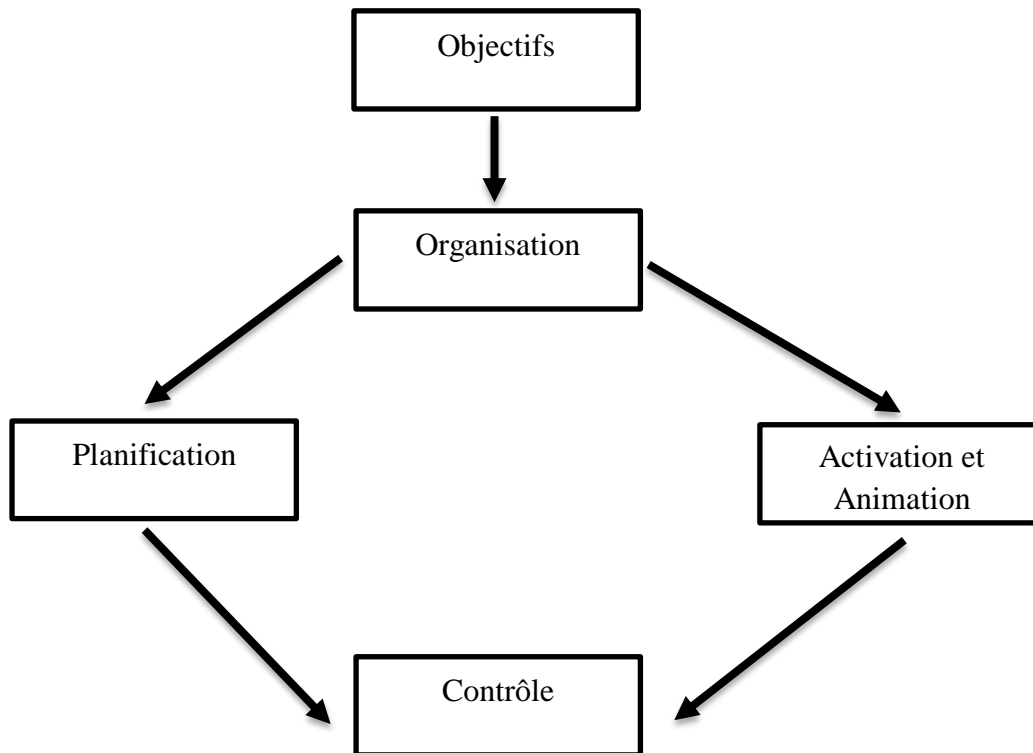 Objectifs
Organisation
Planification
Activation et
Animation
Contrôle